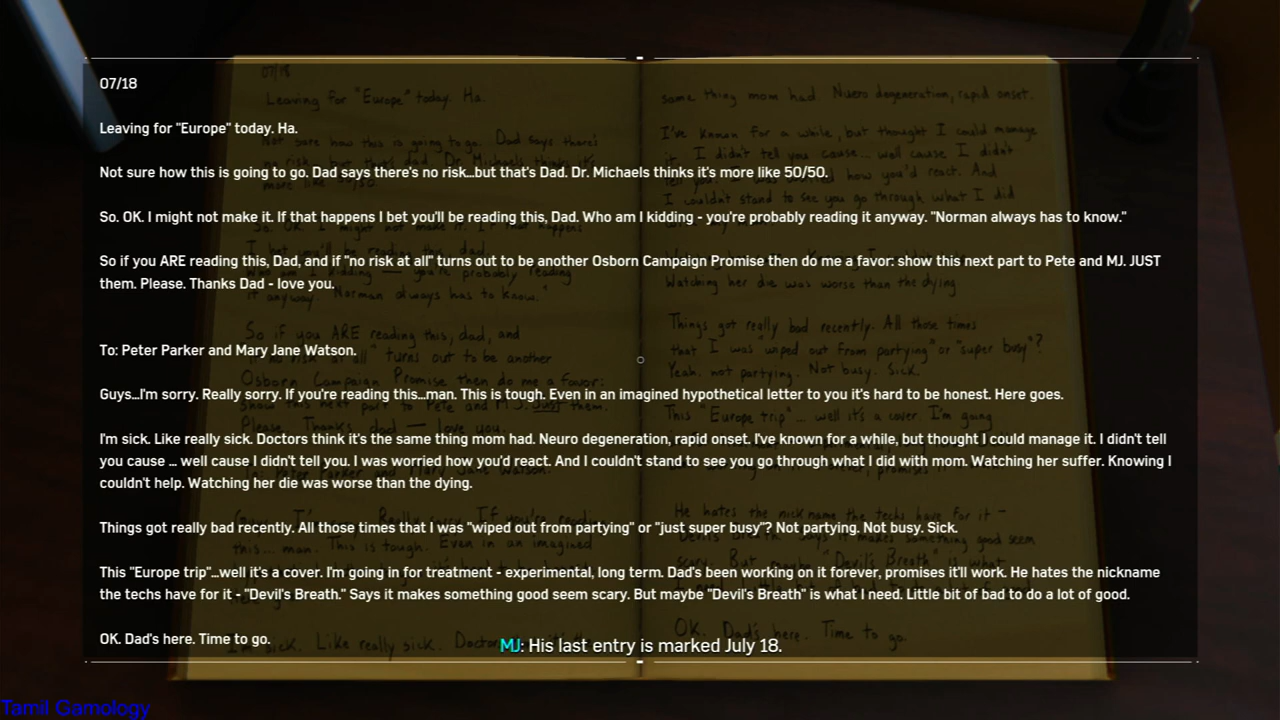 07/18
Leaving for "Europe" today. Ha.
Not sure how this is going to go. Dad says there's no risk...but that's Dad. Dr. Michaels thinks it's more like 50/50.
So. OK. I might not make it. If that happens I bet you'll be reading this, Dad. Who am I kidding - you're probably reading it anyway. "Norman always has to know."
So if you ARE reading this, Dad, and if "no risk at all" turns out to be another Osborn Campaign Promise then do me a favor: show this next part to Pete and MJ. JUST
them. Please. Thanks Dad - love you.
To: Peter Parker and Mary Jane Watson.
Guys...I'm sorry. Really sorry. If you're reading this...man. This is tough. Even in an imagined hypothetical letter to you it's hard to be honest. Here goes.
I'm sick. Like really sick. Doctors think it's the same thing mom had. Neuro degeneration, rapid onset. I've known for a while, but thought I could manage it. I didn't tell
you cause ... well cause I didn't tell you. I was worried how you'd react. And I couldn't stand to see you go through what I did with mom. Watching her suffer. Knowing I
couldn't help. Watching her die was worse than the dying.
Things got really bad recently. All those times that I was "wiped out from partying" or "just super busy"? Not partying. Not busy. Sick.
This "Europe trip"...well it's a cover. I'm going in for treatment - experimental, long term. Dad's been working on it forever, promises it'll work. He hates the nickname
the techs have for it - "Devil's Breath." Says it makes something good seem scary. But maybe "Devil's Breath" is what I need. Little bit of bad to do a lot of good.
OK. Dad's here. Time to go.
MJ: His last entry is marked July 18.
Tamil Gamology